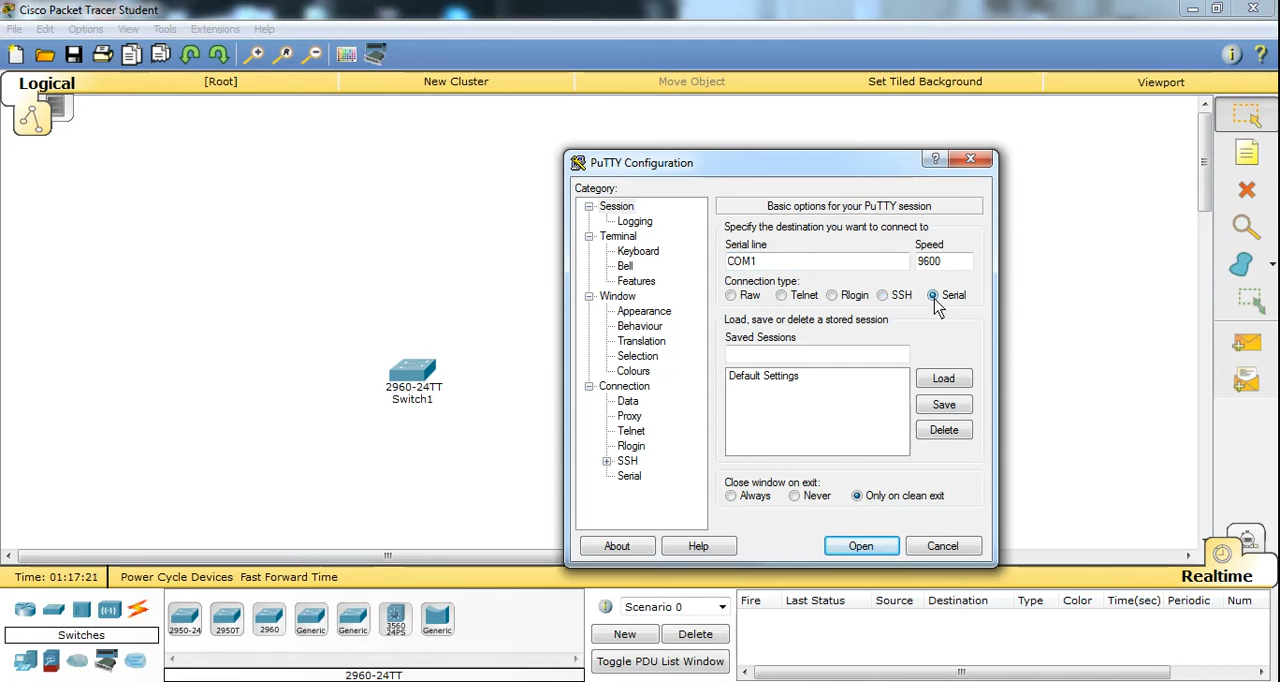 Cisco Packet Tracer Student
File Edit Options View Tools Extensions Help
Logical [Root] New Cluster Move Object Set Tiled Background Viewport
PuTTY Configuration
Category:
Session
Logging
Terminal
Keyboard
Bell
Features
Window
Appearance
Behaviour
Translation
Selection
Colours
Connection
Data
Proxy
Telnet
Rlogin
SSH
Serial
Basic options for your PuTTY session
Specify the destination you want to connect to
Serial line Speed
COM1 9600
Connection type:
Raw Telnet Rlogin SSH Serial
Load, save or delete a stored session
Saved Sessions
Default Settings
Load
Save
Delete
Close window on exit:
Always Never Only on clean exit
About Help Open Cancel
2960-24TT
Switch1
Time: 01:17:21 Power Cycle Devices Fast Forward Time
Realtime
Switches
2950-24 2950T 2960 Generic Generic 3560 24PS Generic
2960-24TT
Scenario 0
New Delete
Toggle PDU List Window
Fire Last Status Source Destination Type Color Time(sec) Periodic Num